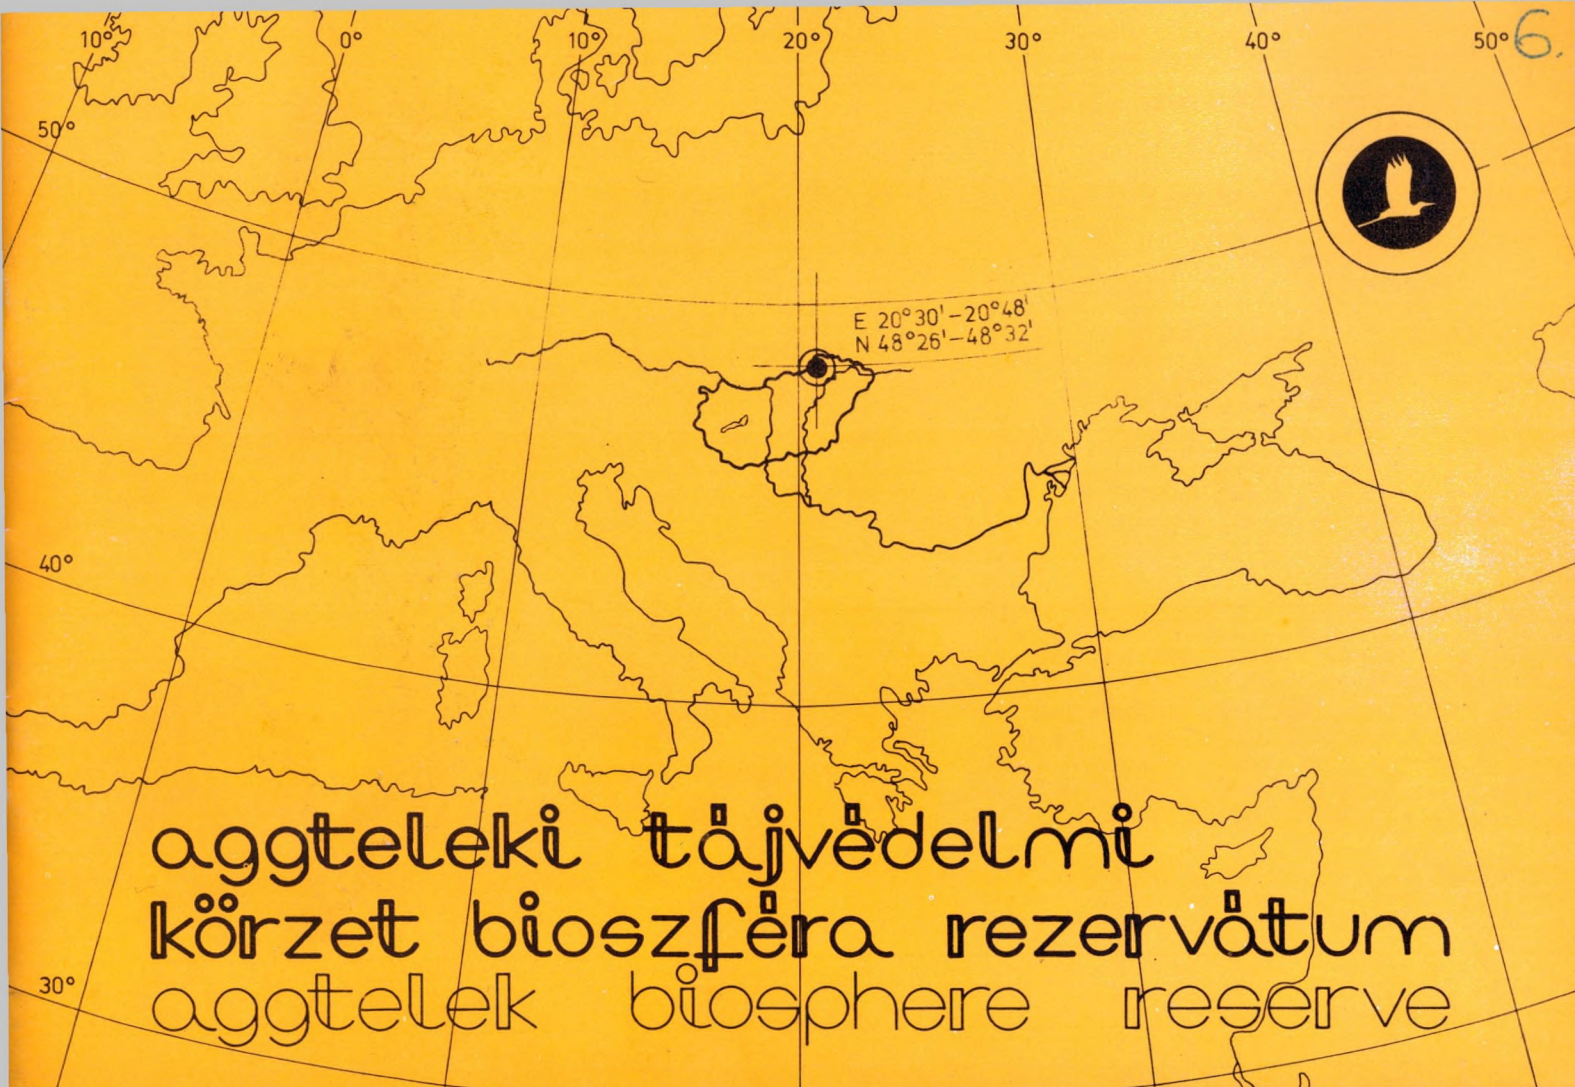 10° 0° 10° 20° 30° 40° 50° 6.
50°
E 20°30'-20°48'
N 48°26'-48°32'
40°
aggteleki tájvédelmi
körzet bioszféra rezervátum
30°
aggtelek biosphere reserve